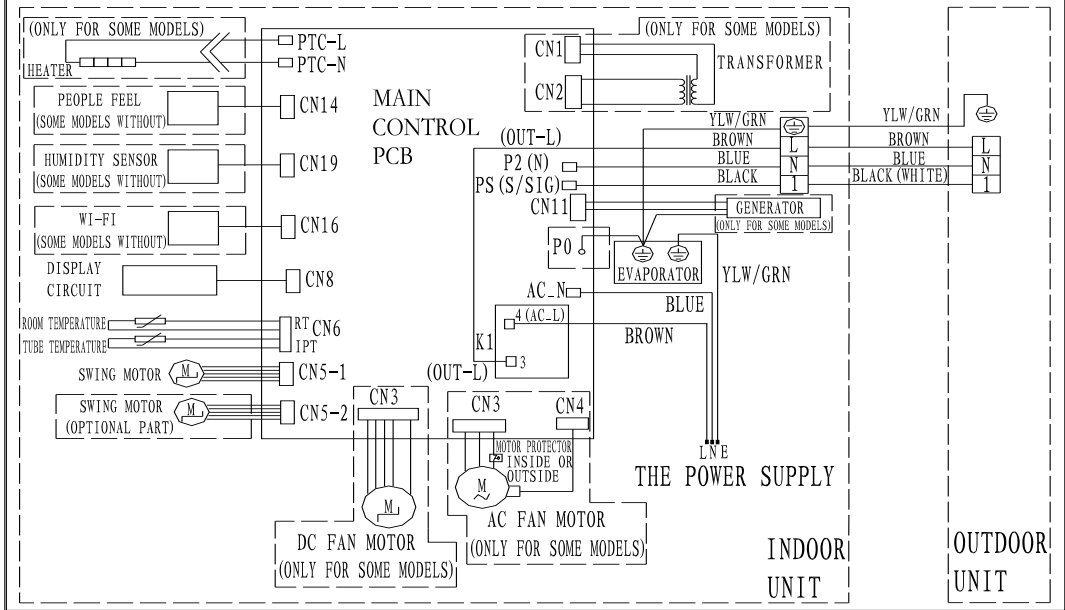 (ONLY FOR SOME MODELS)
HEATER
PTC-L
PTC-N
PEOPLE FEEL
(SOME MODELS WITHOUT)
CN14
HUMIDITY SENSOR
(SOME MODELS WITHOUT)
CN19
WI-FI
(SOME MODELS WITHOUT)
CN16
DISPLAY
CIRCUIT
CN8
ROOM TEMPERATURE
TUBE TEMPERATURE
RT
IPT
CN6
SWING MOTOR
M
CN5-1
SWING MOTOR
(OPTIONAL PART)
M
CN5-2
MAIN
CONTROL
PCB
(ONLY FOR SOME MODELS)
CN1
CN2
TRANSFORMER
(OUT-L)
P2(N)
PS(S/SIG)
CN11
YLW/GRN
BROWN
BLUE
BLACK
L
N
1
YLW/GRN
BROWN
BLUE
BLACK(WHITE)
L
N
1
GENERATOR
(ONLY FOR SOME MODELS)
P0
EVAPORATOR
YLW/GRN
AC_N
BLUE
4(AC_L)
BROWN
K1
3
(OUT-L)
CN3
M
DC FAN MOTOR
(ONLY FOR SOME MODELS)
CN3
CN4
MOTOR PROTECTOR
INSIDE OR
OUTSIDE
M
AC FAN MOTOR
(ONLY FOR SOME MODELS)
LNE
THE POWER SUPPLY
INDOOR
UNIT
OUTDOOR
UNIT